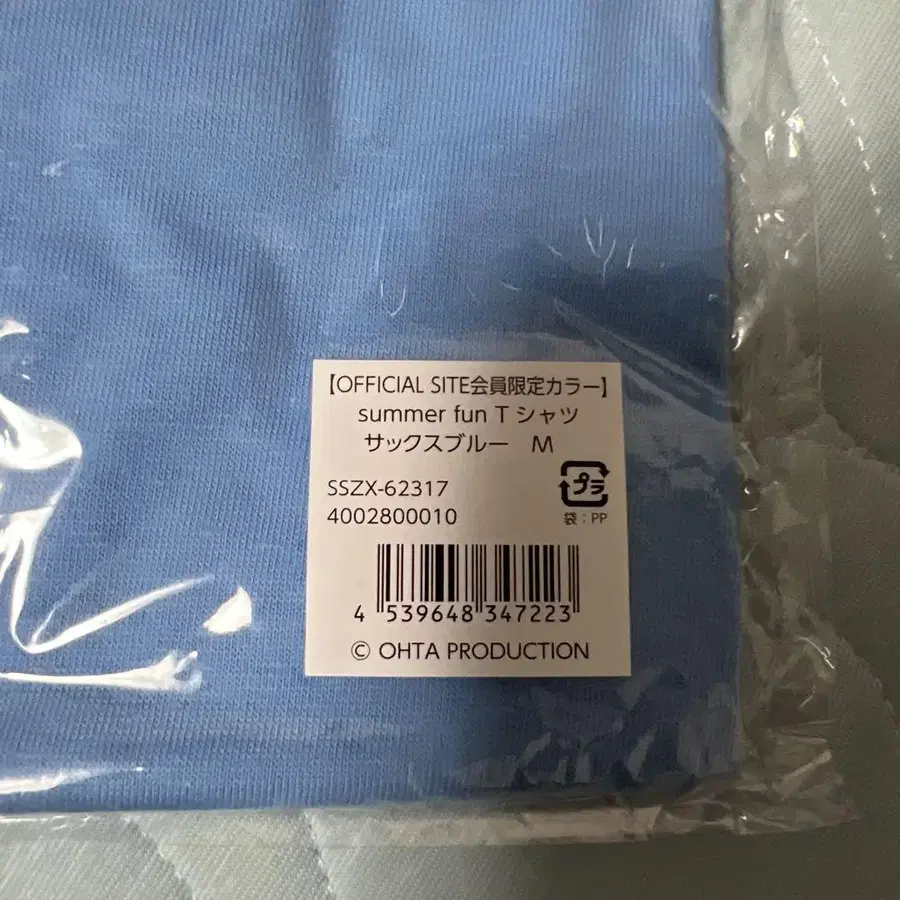 【OFFICIAL SITE会員限定カラー】
summer fun T シャツ
サックスブルー　M
SSZX-62317
4002800010
プラ
袋：PP
4 539648 347223
© OHTA PRODUCTION